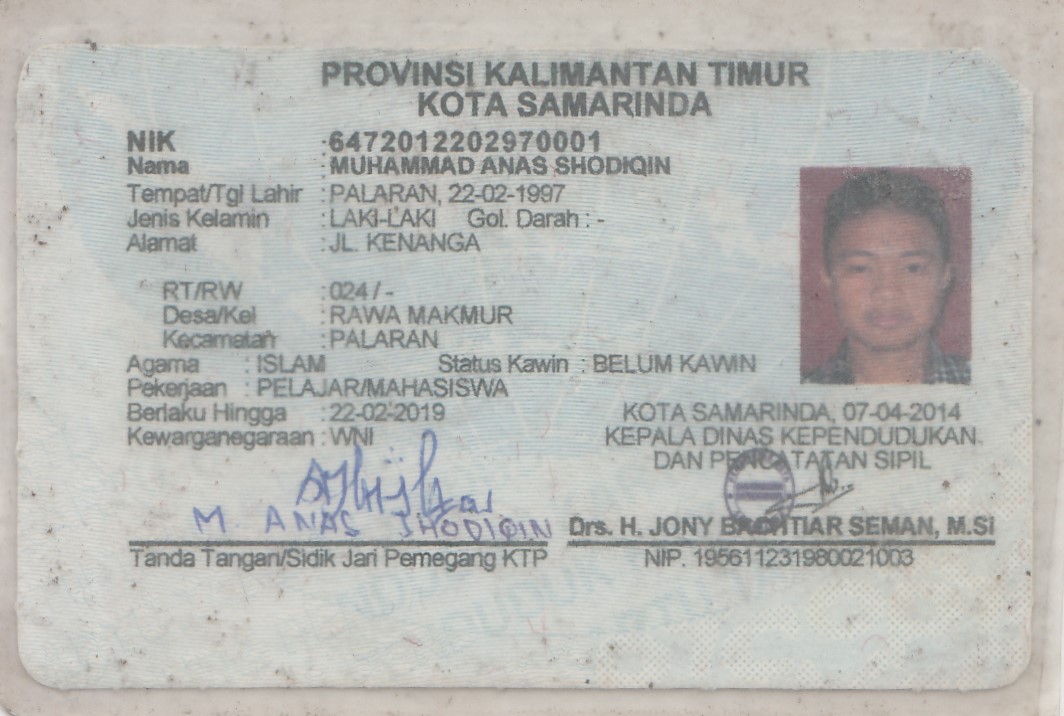 PROVINSI KALIMANTAN TIMUR
KOTA SAMARINDA
NIK : 6472012202970001
Nama : MUHAMMAD ANAS SHODIQIN
Tempat/Tgl Lahir : PALARAN, 22-02-1997
Jenis Kelamin : LAKI-LAKI Gol. Darah : -
Alamat : JL. KENANGA
RT/RW : 024 / -
Desa/Kel : RAWA MAKMUR
Kecamatan : PALARAN
Agama : ISLAM Status Kawin : BELUM KAWIN
Pekerjaan : PELAJAR/MAHASISWA
Berlaku Hingga : 22-02-2019
Kewarganegaraan : WNI
KOTA SAMARINDA, 07-04-2014
KEPALA DINAS KEPENDUDUKAN
DAN PENCATATAN SIPIL
M. ANAS SHODIQIN
Drs. H. JONY BACHTIAR SEMAN, M.Si
Tanda Tangan/Sidik Jari Pemegang KTP
NIP. 195611231980021003